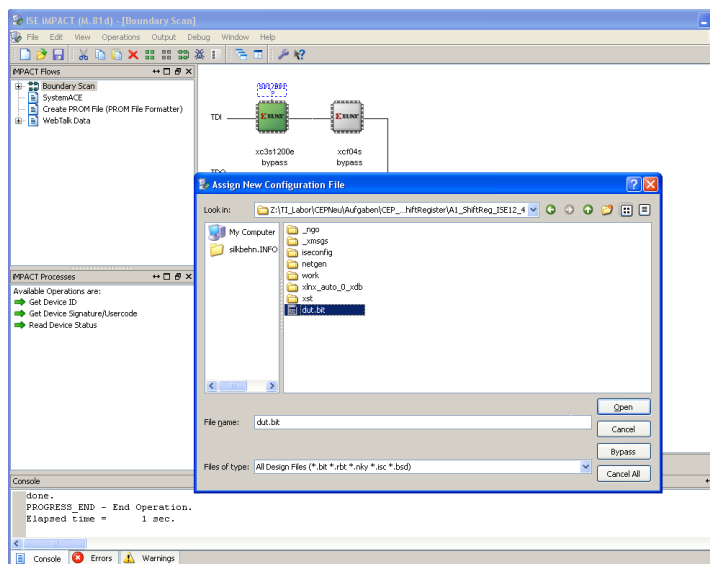 ISE iMPACT (M.81d) - [Boundary Scan]
File Edit View Operations Output Debug Window Help
iMPACT Flows
Boundary Scan
SystemACE
Create PROM File (PROM File Formatter)
WebTalk Data
TDI
XILINX
XILINX
xc3s1200e
bypass
xcf04s
bypass
TDO
iMPACT Processes
Available Operations are:
Get Device ID
Get Device Signature/Usercode
Read Device Status
Assign New Configuration File
Look in:
Z:\TI_Labor\CEPNeu\Aufgaben\CEP_...hiftRegister\A1_ShiftReg_ISE12_4
My Computer
silkbehn.INFO
_ngo
_xmsgs
iseconfig
netgen
work
xlnx_auto_0_xdb
xst
dut.bit
File name:
dut.bit
Files of type:
All Design Files (*.bit *.rbt *.nky *.isc *.bsd)
Open
Cancel
Bypass
Cancel All
Console
done.
PROGRESS_END - End Operation.
Elapsed time = 1 sec.
Console Errors Warnings